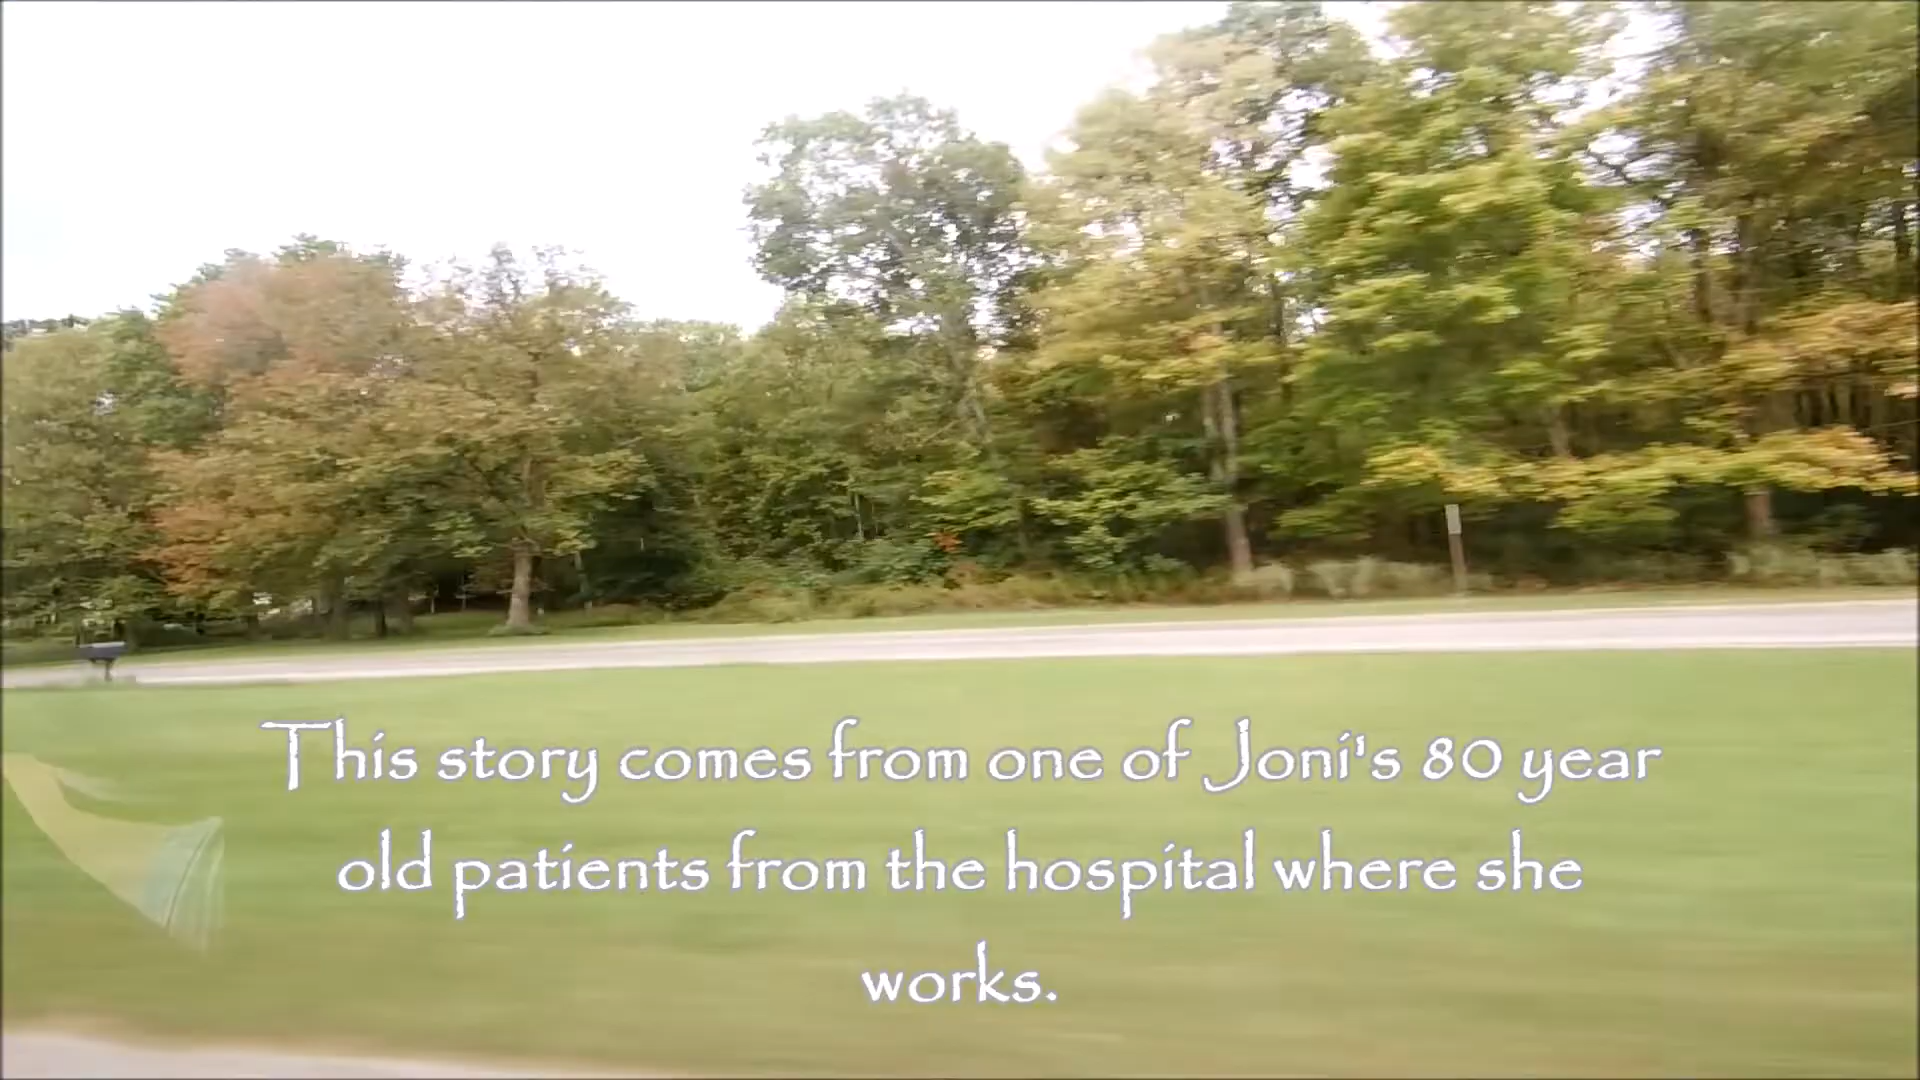 This story comes from one of Joni's 80 year
old patients from the hospital where she
works.